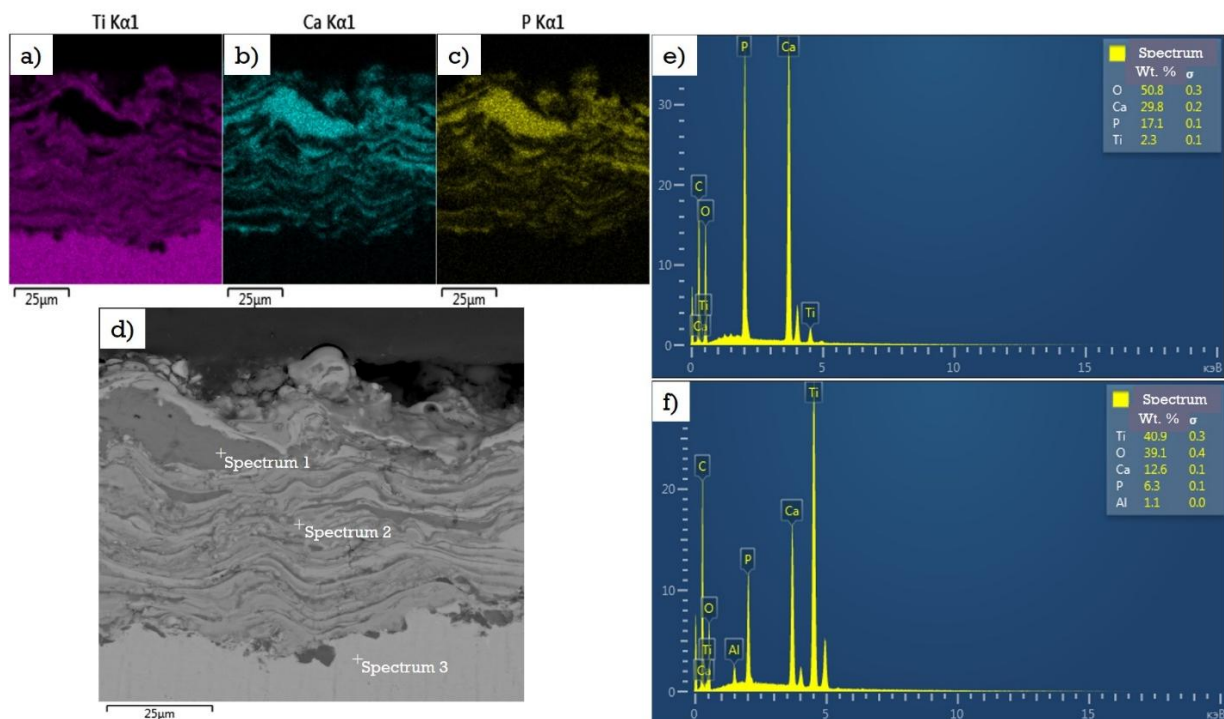 Ti Kα1
Ca Kα1
P Kα1
a)
b)
c)
25μm
25μm
25μm
d)
Spectrum 1
Spectrum 2
Spectrum 3
25μm
e)
P
Ca
C
O
Ti
Ca
Ti
30
20
10
0
0
5
10
15
кэВ
Spectrum
Wt. % σ
O 50.8 0.3
Ca 29.8 0.2
P 17.1 0.1
Ti 2.3 0.1
f)
Ti
C
Ca
P
O
Ti
Al
Ca
20
10
0
0
5
10
15
кэВ
Spectrum
Wt. % σ
Ti 40.9 0.3
O 39.1 0.4
Ca 12.6 0.1
P 6.3 0.1
Al 1.1 0.0